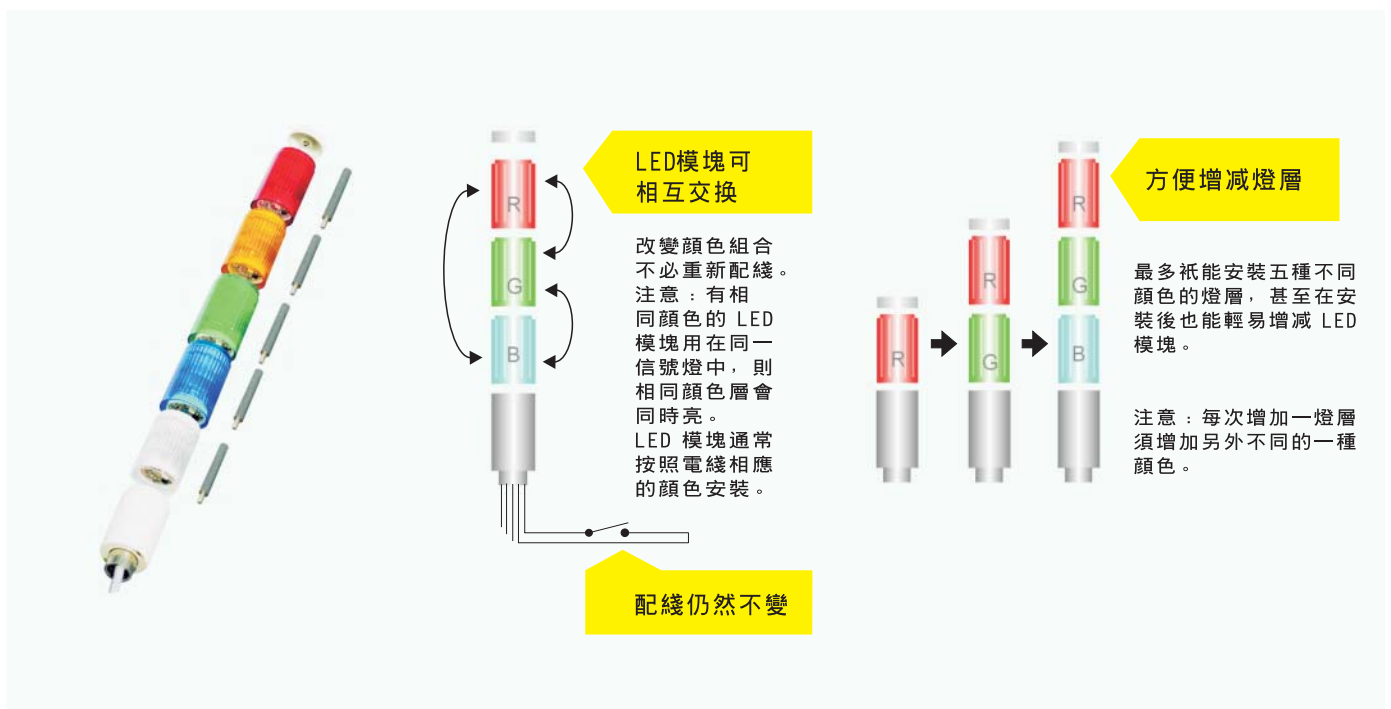 LED模塊可
相互交換
改變顏色組合
不必重新配綫。
注意：有相
同顏色的 LED
模塊用在同一
信號燈中，則
相同顏色層會
同時亮。
LED 模塊通常
按照電綫相應
的顏色安裝。
R
G
B
配綫仍然不變
R
R
G
R
G
B
方便增减燈層
最多衹能安裝五種不同
顏色的燈層，甚至在安
裝後也能輕易增减 LED
模塊。
注意：每次增加一燈層
須增加另外不同的一種
顏色。